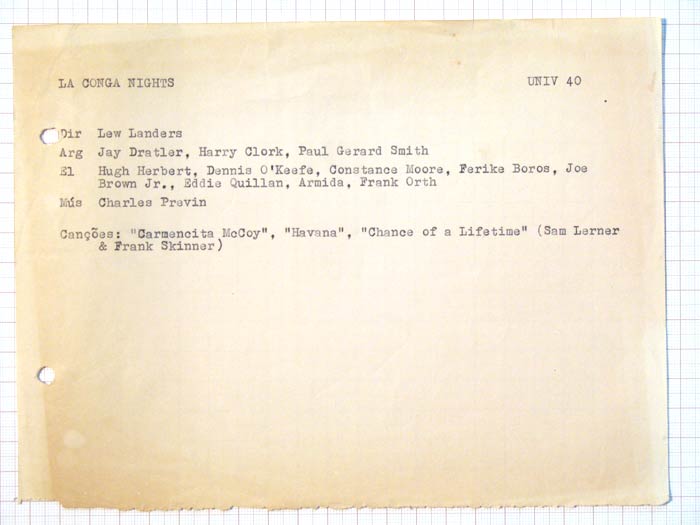 LA CONGA NIGHTS UNIV 40
Dir Lew Landers
Arg Jay Dratler, Harry Clork, Paul Gerard Smith
El Hugh Herbert, Dennis O'Keefe, Constance Moore, Ferike Boros, Joe
Brown Jr., Eddie Quillan, Armida, Frank Orth
Mús Charles Previn
Canções: "Carmencita McCoy", "Havana", "Chance of a Lifetime" (Sam Lerner
& Frank Skinner)